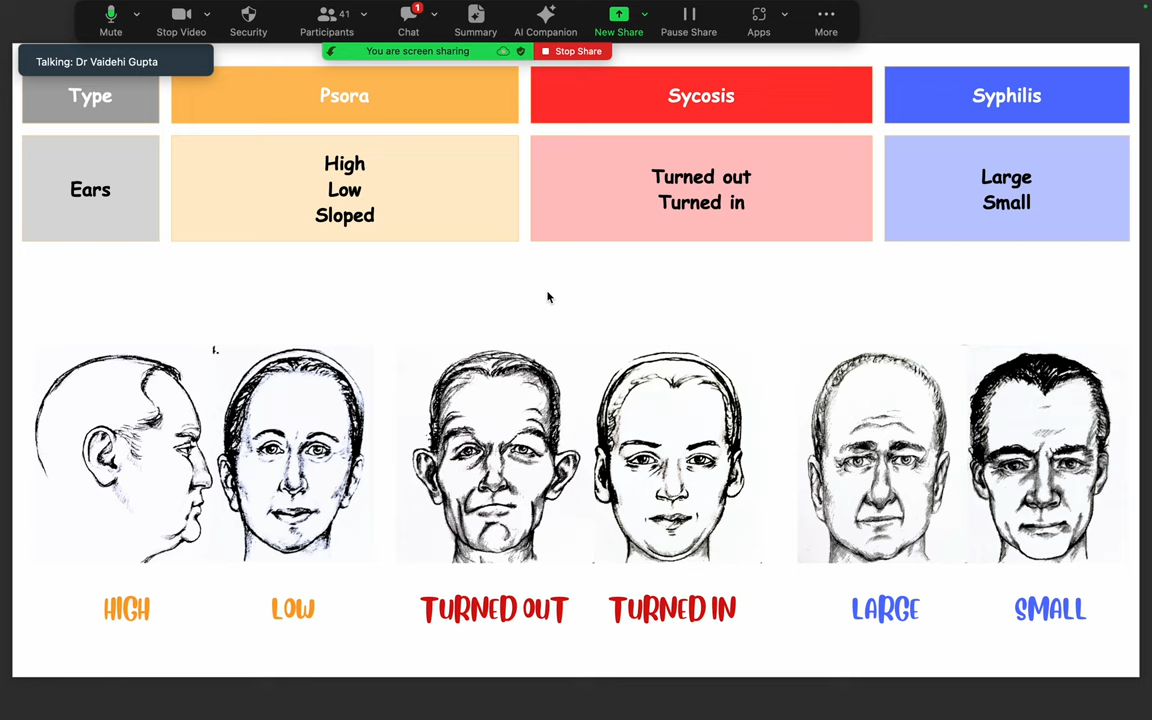 41
1
Mute
Stop Video
Security
Participants
Chat
Summary
AI Companion
New Share
Pause Share
Apps
More
You are screen sharing
Stop Share
Talking: Dr Vaidehi Gupta
Type
Psora
Sycosis
Syphilis
Ears
High
Low
Sloped
Turned out
Turned in
Large
Small
1.
HIGH
LOW
TURNED OUT
TURNED IN
LARGE
SMALL